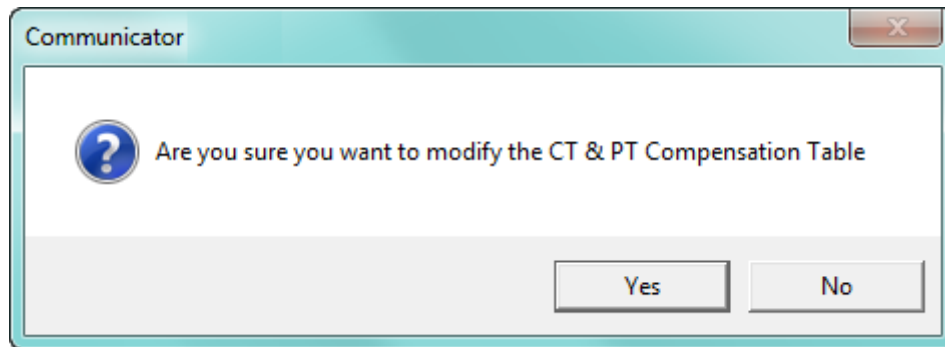 Communicator
Are you sure you want to modify the CT & PT Compensation Table
Yes No